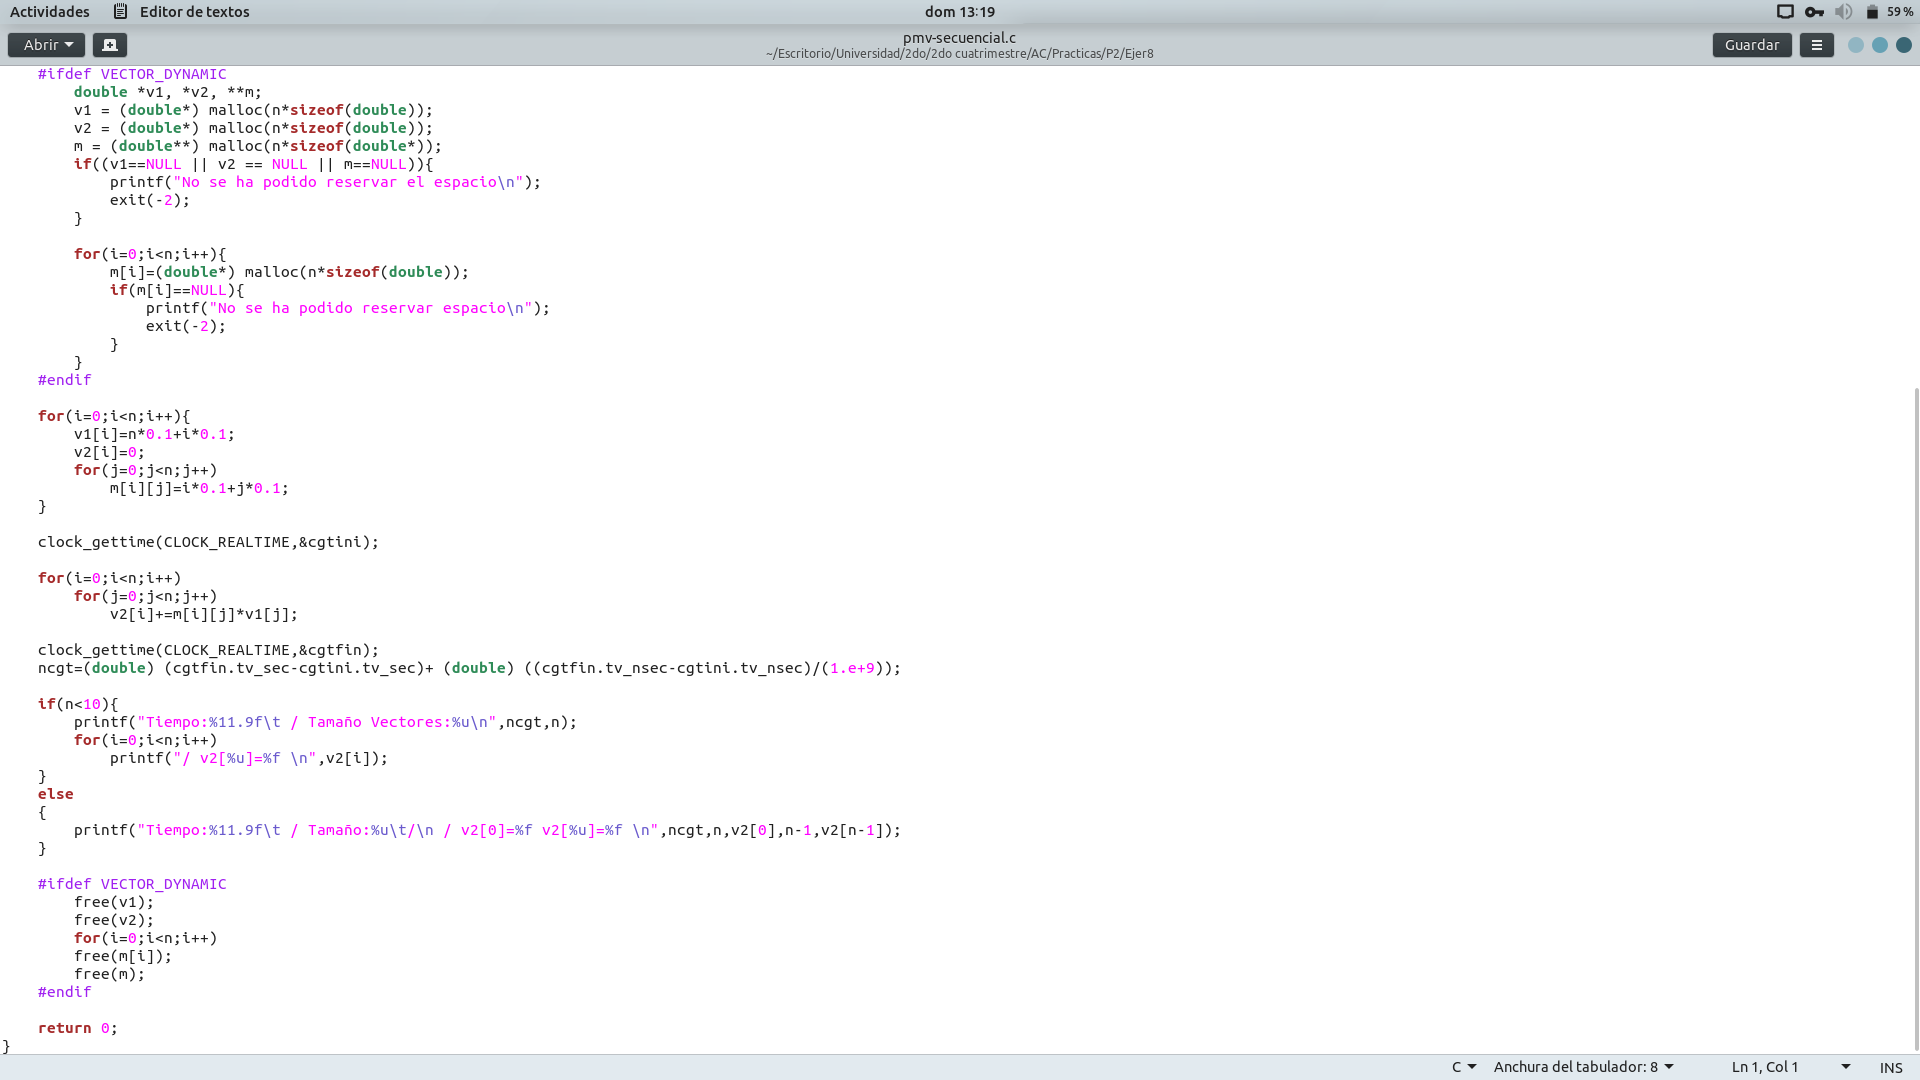 Actividades Editor de textos dom 13:19 59 %
Abrir pmv-secuencial.c Guardar
~/Escritorio/Universidad/2do/2do cuatrimestre/AC/Practicas/P2/Ejer8
#ifdef VECTOR_DYNAMIC
double *v1, *v2, **m;
v1 = (double*) malloc(n*sizeof(double));
v2 = (double*) malloc(n*sizeof(double));
m = (double**) malloc(n*sizeof(double*));
if((v1==NULL || v2 == NULL || m==NULL)){
printf("No se ha podido reservar el espacio\n");
exit(-2);
}
for(i=0;i<n;i++){
m[i]=(double*) malloc(n*sizeof(double));
if(m[i]==NULL){
printf("No se ha podido reservar espacio\n");
exit(-2);
}
}
#endif
for(i=0;i<n;i++){
v1[i]=n*0.1+i*0.1;
v2[i]=0;
for(j=0;j<n;j++)
m[i][j]=i*0.1+j*0.1;
}
clock_gettime(CLOCK_REALTIME,&cgtini);
for(i=0;i<n;i++)
for(j=0;j<n;j++)
v2[i]+=m[i][j]*v1[j];
clock_gettime(CLOCK_REALTIME,&cgtfin);
ncgt=(double) (cgtfin.tv_sec-cgtini.tv_sec)+ (double) ((cgtfin.tv_nsec-cgtini.tv_nsec)/(1.e+9));
if(n<10){
printf("Tiempo:%11.9f\t / Tamaño Vectores:%u\n",ncgt,n);
for(i=0;i<n;i++)
printf("/ v2[%u]=%f \n",v2[i]);
}
else
{
printf("Tiempo:%11.9f\t / Tamaño:%u\t/\n / v2[0]=%f v2[%u]=%f \n",ncgt,n,v2[0],n-1,v2[n-1]);
}
#ifdef VECTOR_DYNAMIC
free(v1);
free(v2);
for(i=0;i<n;i++)
free(m[i]);
free(m);
#endif
return 0;
}
C Anchura del tabulador: 8 Ln 1, Col 1 INS